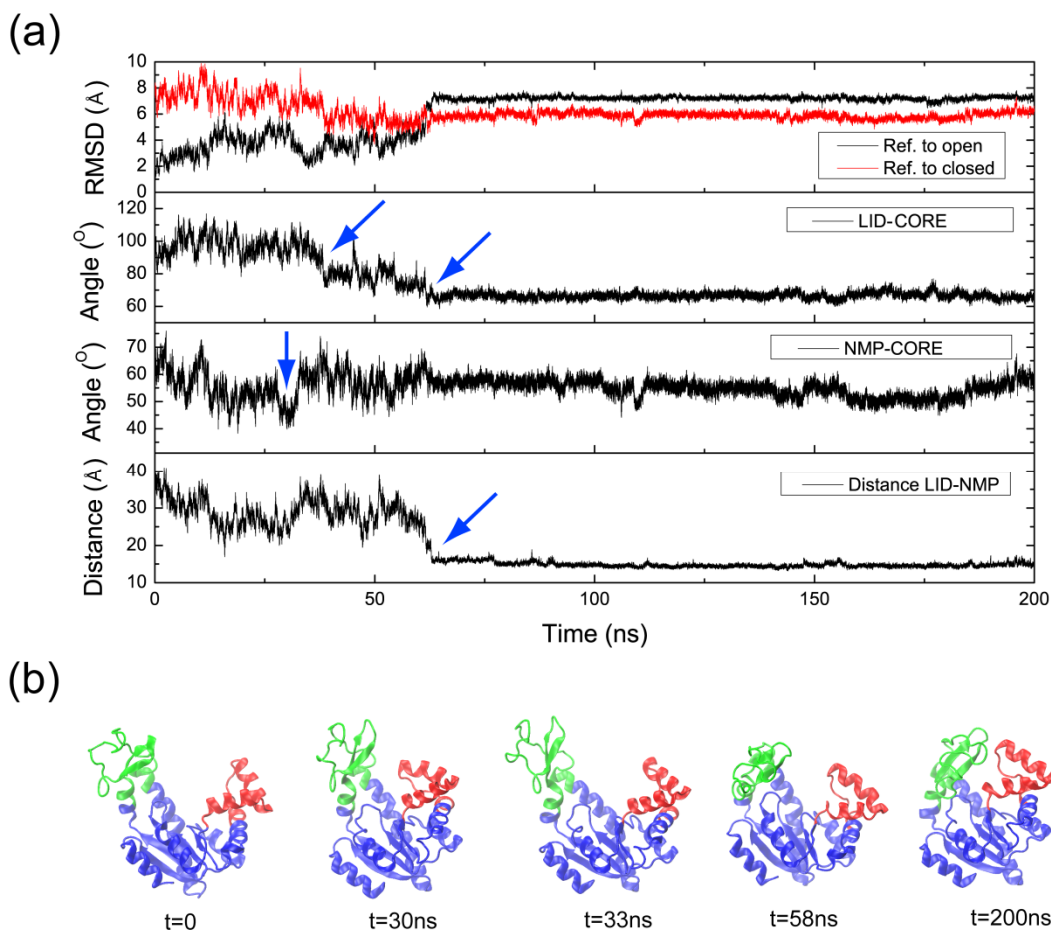 (a)
RMSD (Å)
10
8
6
4
2
0
Ref. to open
Ref. to closed
Angle (°)
120
100
80
60
LID-CORE
Angle (°)
70
60
50
40
NMP-CORE
Distance (Å)
40
30
20
10
Distance LID-NMP
0 50 100 150 200
Time (ns)
(b)
t=0 t=30ns t=33ns t=58ns t=200ns